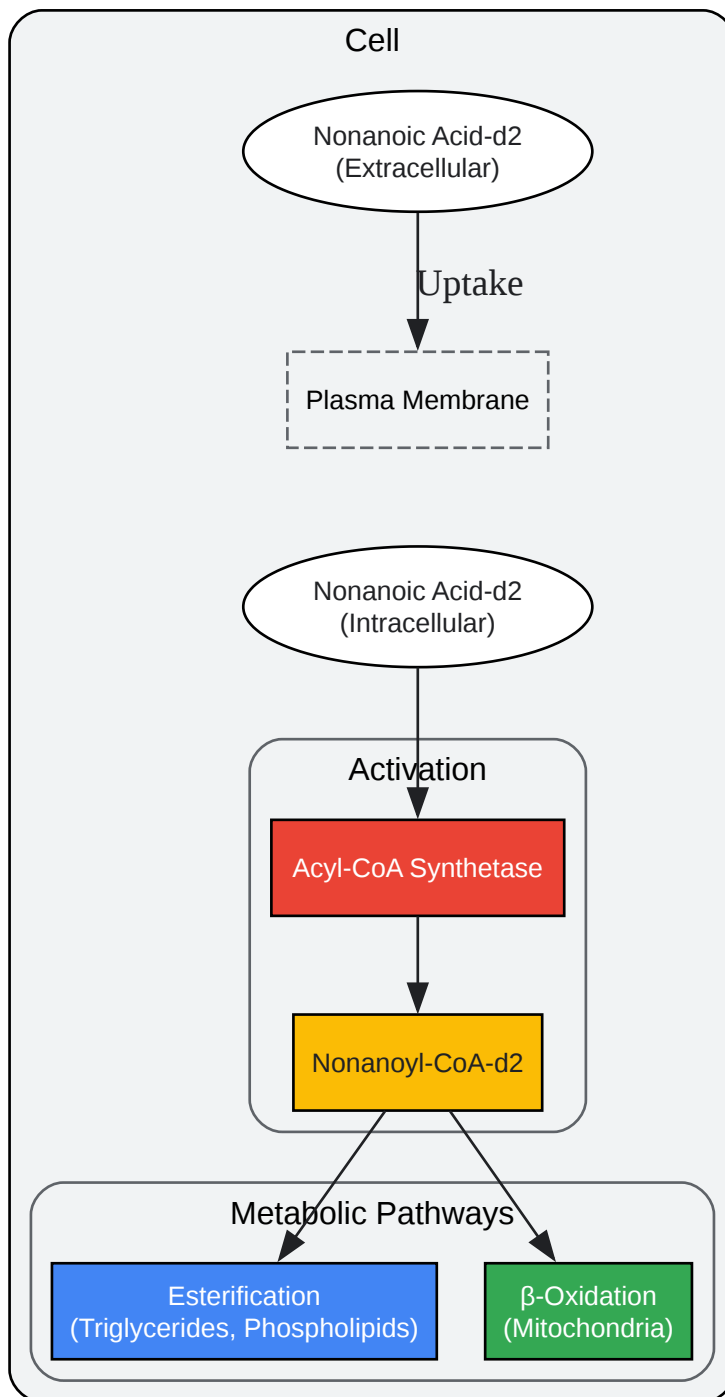 Cell
Nonanoic Acid-d2
(Extracellular)
Uptake
Plasma Membrane
Nonanoic Acid-d2
(Intracellular)
Activation
Acyl-CoA Synthetase
Nonanoyl-CoA-d2
Metabolic Pathways
Esterification
(Triglycerides, Phospholipids)
β-Oxidation
(Mitochondria)